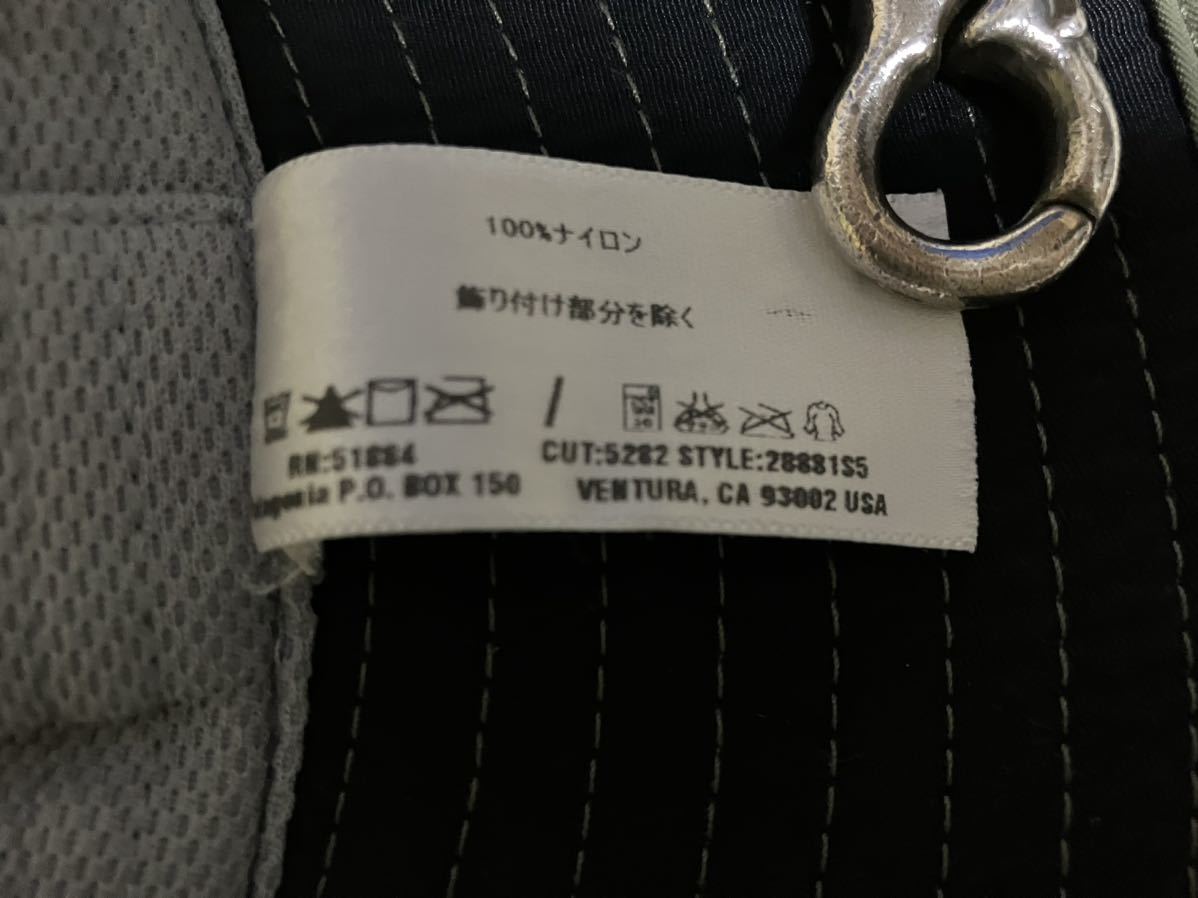 100%ナイロン
飾り付け部分を除く
RN:51884 CUT:5282 STYLE:28881S5
Patagonia P.O. BOX 150 VENTURA, CA 93002 USA